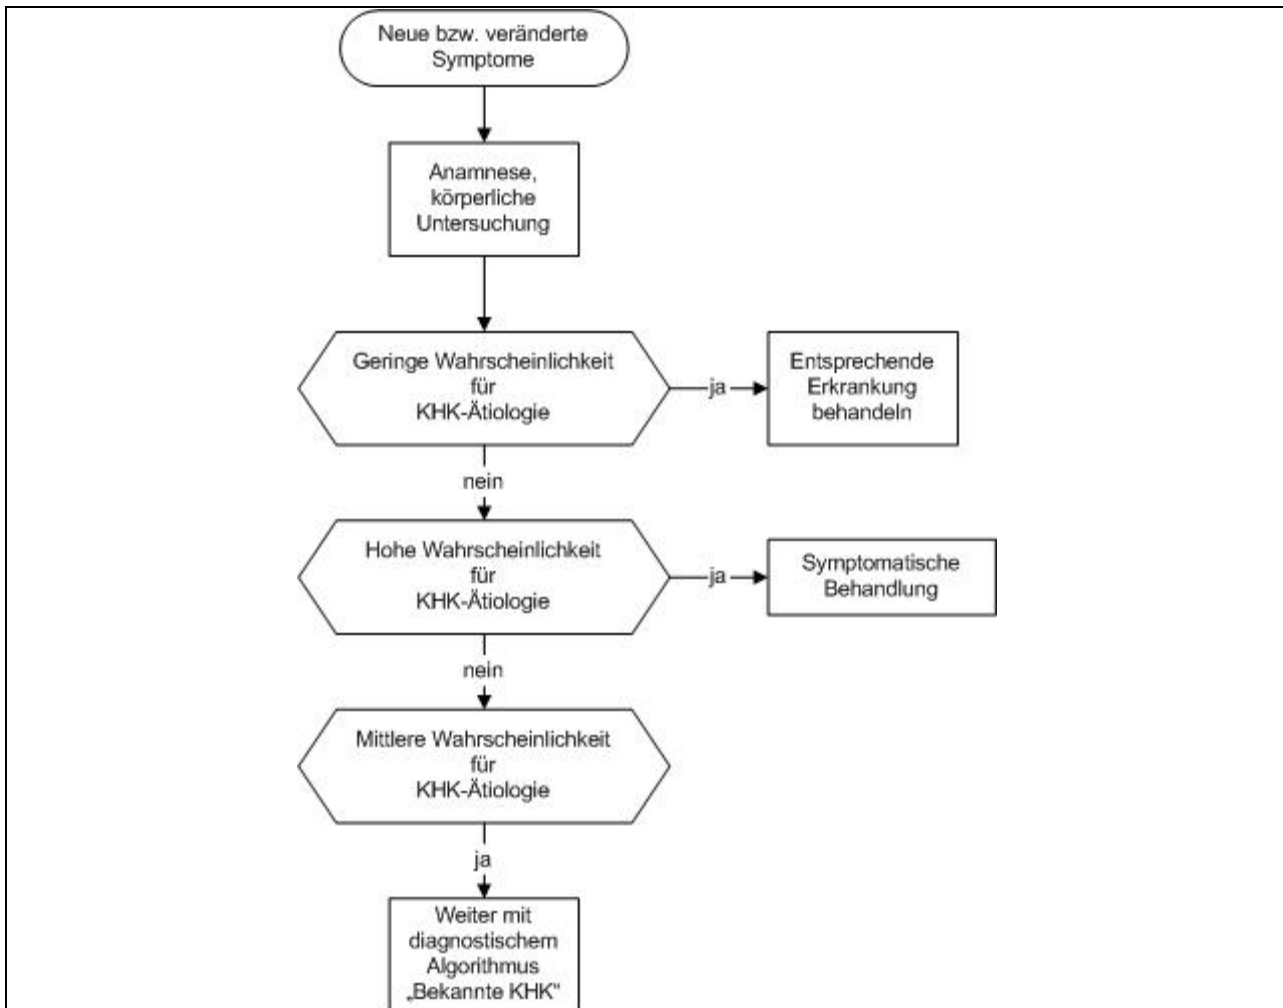 Neue bzw. veränderte
Symptome
Anamnese,
körperliche
Untersuchung
Geringe Wahrscheinlichkeit
für
KHK-Ätiologie
ja
Entsprechende
Erkrankung
behandeln
nein
Hohe Wahrscheinlichkeit
für
KHK-Ätiologie
ja
Symptomatische
Behandlung
nein
Mittlere Wahrscheinlichkeit
für
KHK-Ätiologie
ja
Weiter mit
diagnostischem
Algorithmus
„Bekannte KHK"